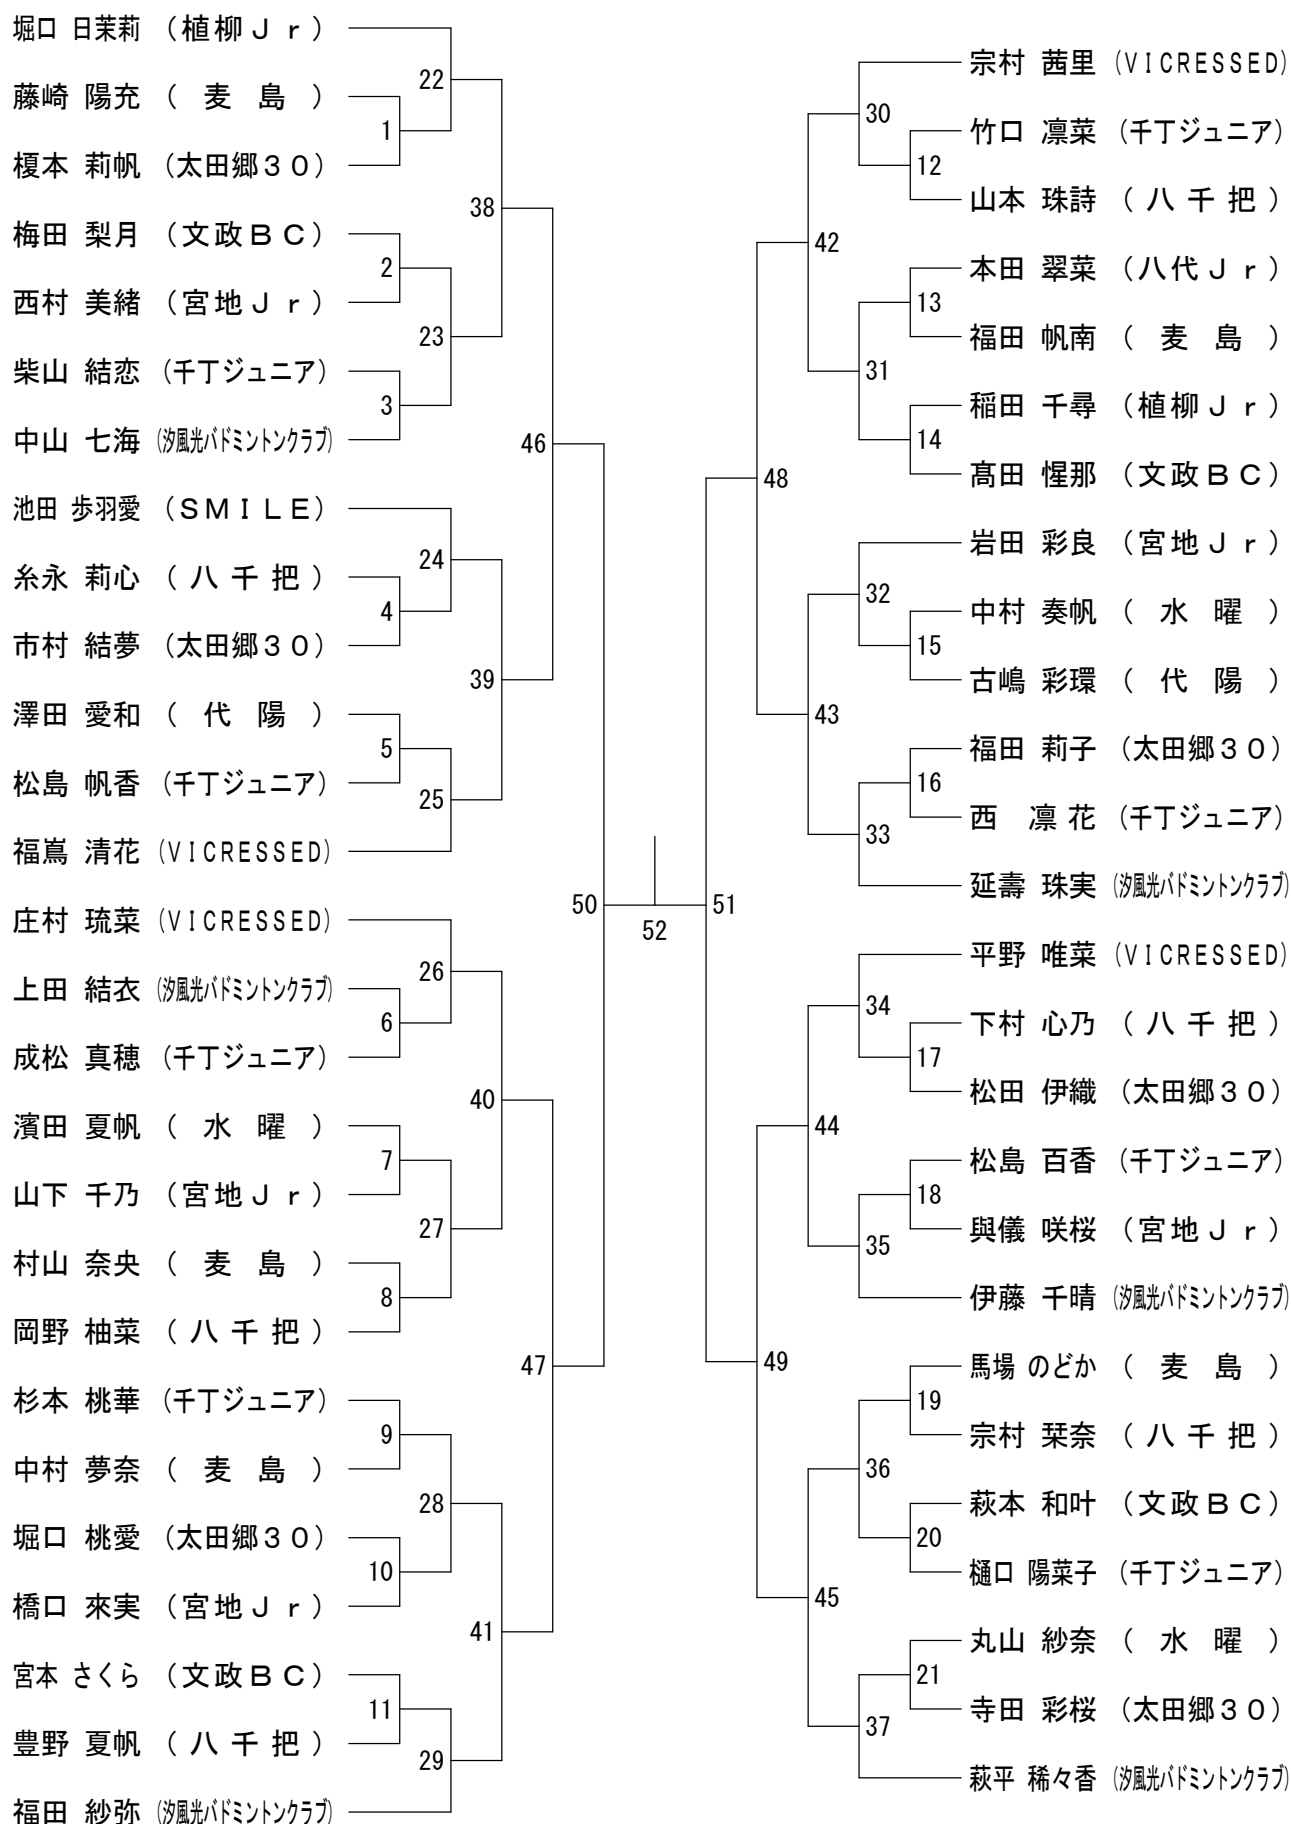 堀口 日茉莉 （植柳Ｊｒ）
22
藤崎 陽充 （ 麦 島 ）
1
榎本 莉帆 （太田郷３０）
38
梅田 梨月 （文政ＢＣ）
2
西村 美緒 （宮地Ｊｒ）
23
柴山 結恋 （千丁ジュニア）
3
中山 七海 （汐風光バドミントンクラブ）
46
池田 歩羽愛 （ＳＭＩＬＥ）
24
糸永 莉心 （ 八 千 把 ）
4
市村 結夢 （太田郷３０）
39
澤田 愛和 （ 代 陽 ）
5
松島 帆香 （千丁ジュニア）
25
福嶌 清花 （ＶＩＣＲＥＳＳＥＤ）
50
庄村 琉菜 （ＶＩＣＲＥＳＳＥＤ）
26
上田 結衣 （汐風光バドミントンクラブ）
6
成松 真穂 （千丁ジュニア）
40
濱田 夏帆 （ 水 曜 ）
7
山下 千乃 （宮地Ｊｒ）
27
村山 奈央 （ 麦 島 ）
8
岡野 柚菜 （ 八 千 把 ）
47
杉本 桃華 （千丁ジュニア）
9
中村 夢奈 （ 麦 島 ）
28
堀口 桃愛 （太田郷３０）
10
橋口 來実 （宮地Ｊｒ）
41
宮本 さくら （文政ＢＣ）
11
豊野 夏帆 （ 八 千 把 ）
29
福田 紗弥 （汐風光バドミントンクラブ）
52
宗村 茜里 （ＶＩＣＲＥＳＳＥＤ）
30
竹口 凛菜 （千丁ジュニア）
12
山本 珠詩 （ 八 千 把 ）
42
本田 翠菜 （八代Ｊｒ）
13
福田 帆南 （ 麦 島 ）
31
稲田 千尋 （植柳Ｊｒ）
14
髙田 惺那 （文政ＢＣ）
48
岩田 彩良 （宮地Ｊｒ）
32
中村 奏帆 （ 水 曜 ）
15
古嶋 彩環 （ 代 陽 ）
43
福田 莉子 （太田郷３０）
16
西 凛花 （千丁ジュニア）
33
延壽 珠実 （汐風光バドミントンクラブ）
51
平野 唯菜 （ＶＩＣＲＥＳＳＥＤ）
34
下村 心乃 （ 八 千 把 ）
17
松田 伊織 （太田郷３０）
44
松島 百香 （千丁ジュニア）
18
與儀 咲桜 （宮地Ｊｒ）
35
伊藤 千晴 （汐風光バドミントンクラブ）
49
馬場 のどか （ 麦 島 ）
19
宗村 栞奈 （ 八 千 把 ）
36
萩本 和叶 （文政ＢＣ）
20
樋口 陽菜子 （千丁ジュニア）
45
丸山 紗奈 （ 水 曜 ）
21
寺田 彩桜 （太田郷３０）
37
萩平 稀々香 （汐風光バドミントンクラブ）